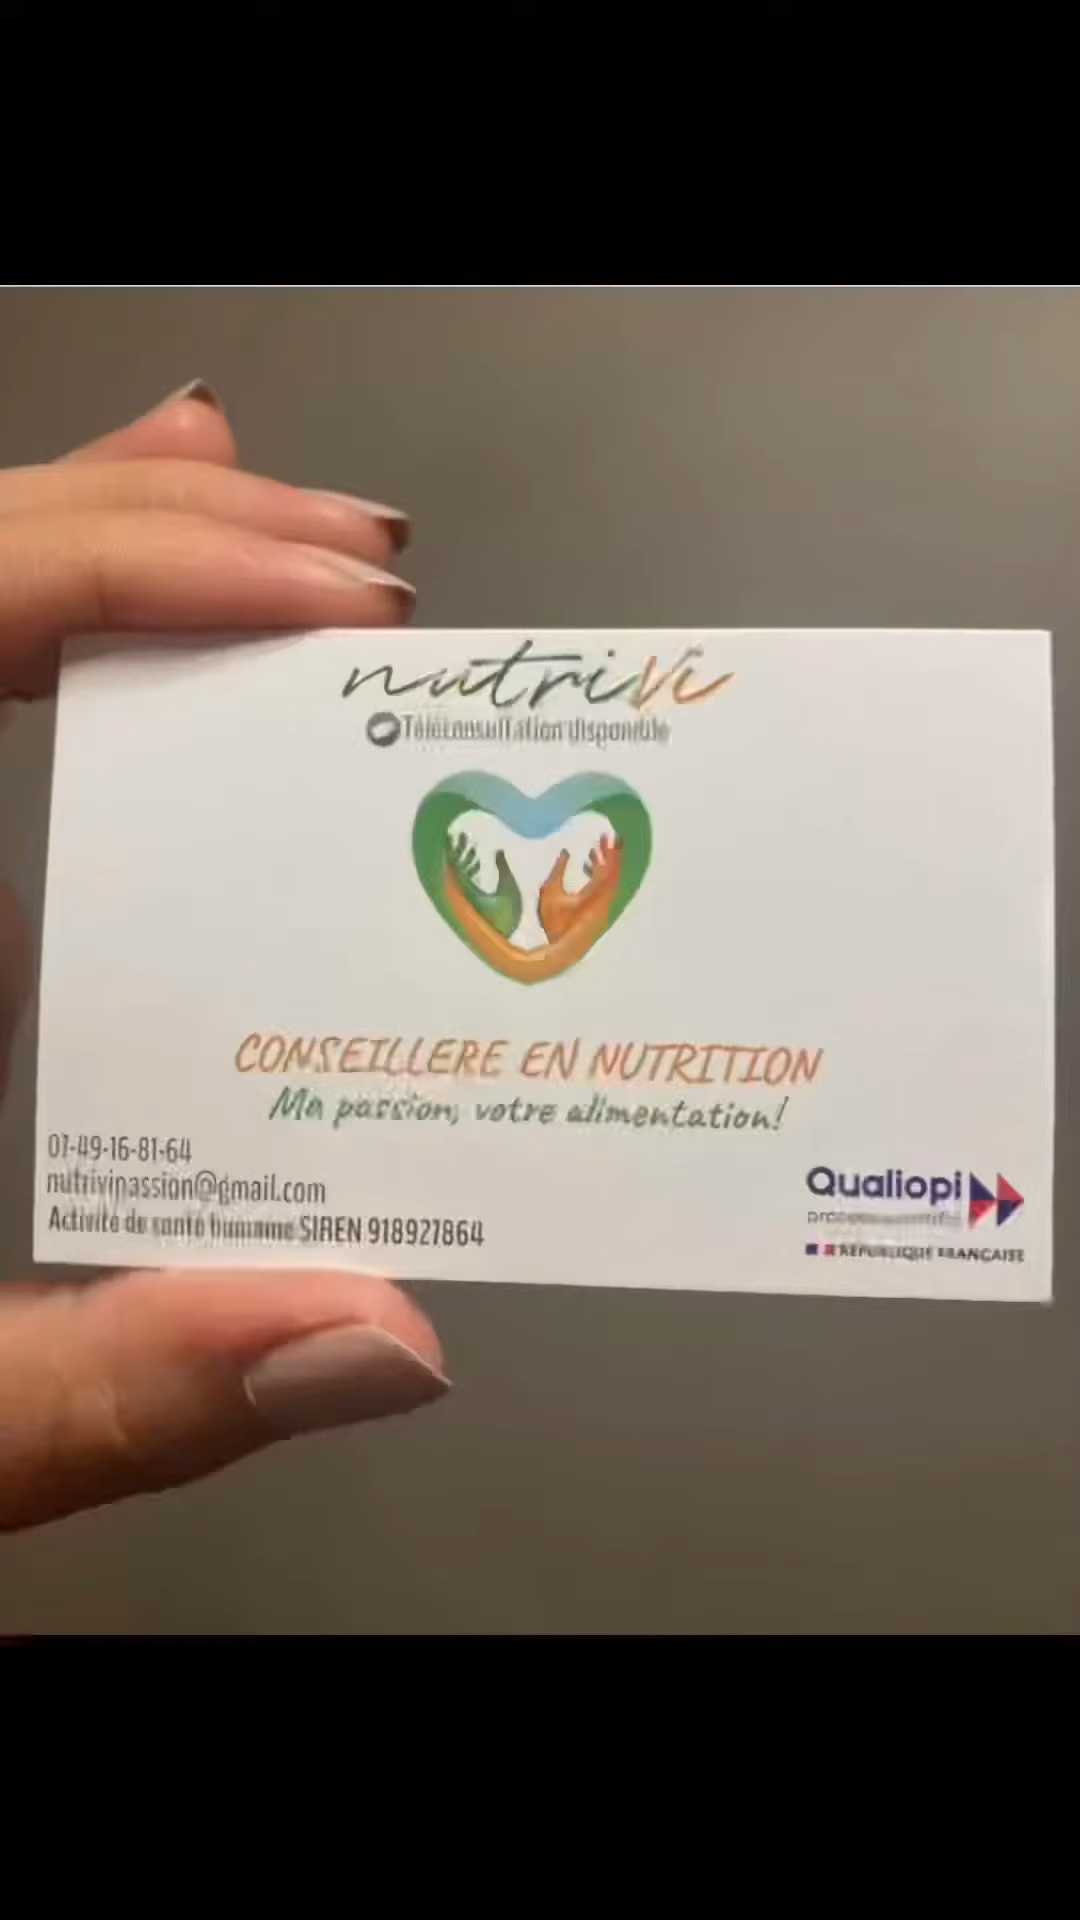 nutrivi
Téléconsultation disponible
CONSEILLERE EN NUTRITION
Ma passion, votre alimentation!
07-49-16-81-64
nutrivipassion@gmail.com
Activité de santé humaine SIREN 918927864
Qualiopi
RÉPUBLIQUE FRANÇAISE